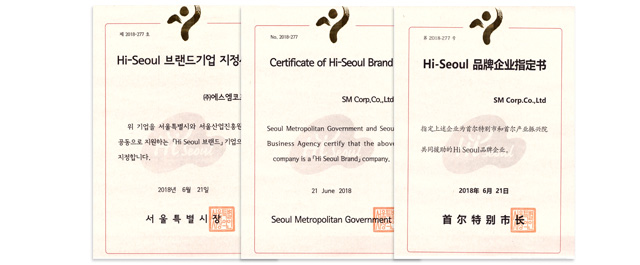 제 2018-277 호
Hi-Seoul 브랜드기업 지정
㈜에스엠코
위 기업을 서울특별시와 서울산업진흥원
공동으로 지원하는 「Hi Seoul 브랜드」기업으
지정합니다.
2018년 6월 21일
서울특별시장
No. 2018-277
Certificate of Hi-Seoul Brand
SM Corp.Co.,Ltd
Seoul Metropolitan Government and Seou
Business Agency certify that the above
company is a 「Hi Seoul Brand」 company.
21 June 2018
Seoul Metropolitan Government
第 2018-277 号
Hi-Seoul 品牌企业指定书
SM Corp.Co.,Ltd
指定上述企业为首尔特别市和首尔产业振兴院
共同援助的 Hi Seoul 品牌企业。
2018年 6月 21日
首尔特别市长